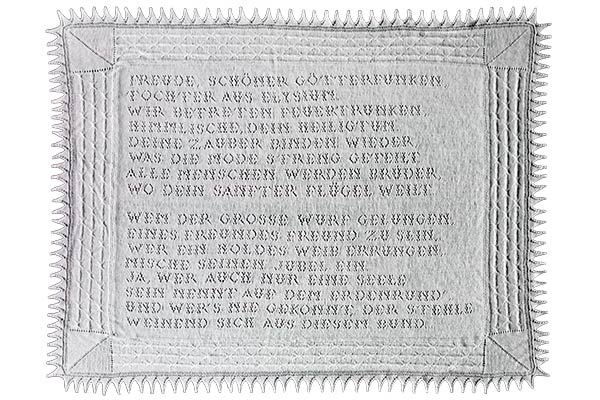 FREUDE, SCHÖNER GÖTTERFUNKEN,
TOCHTER AUS ELYSIUM,
WIR BETRETEN FEUERTRUNKEN,
HIMMLISCHE, DEIN HEILIGTUM.
DEINE ZAUBER BINDEN WIEDER,
WAS DIE MODE STRENG GETEILT,
ALLE MENSCHEN WERDEN BRÜDER,
WO DEIN SANFTER FLÜGEL WEILT.
WEM DER GROSSE WURF GELUNGEN
EINES FREUNDES FREUND ZU SEIN,
WER EIN HOLDES WEIB ERRUNGEN
MISCHE SEINEN JUBEL EIN.
JA, WER AUCH NUR EINE SEELE
SEIN NENNT AUF DEM ERDENRUND
UND WER'S NIE GEKONNT, DER STEHLE
WEINEND SICH AUS DIESEM BUND.